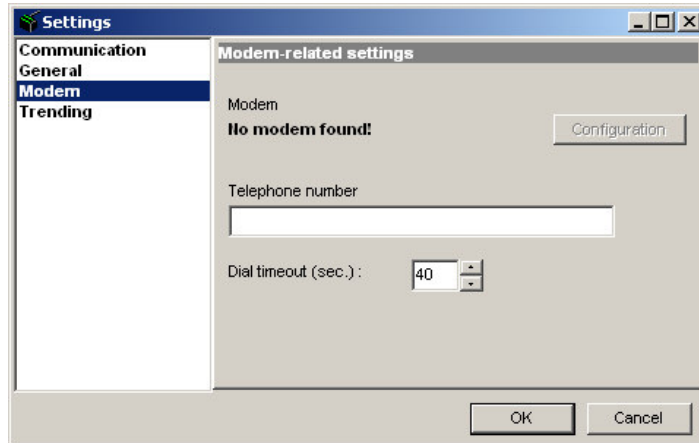 Settings
Communication
General
Modem
Trending
Modem-related settings
Modem
No modem found!
Configuration
Telephone number
Dial timeout (sec.) :
40
OK
Cancel